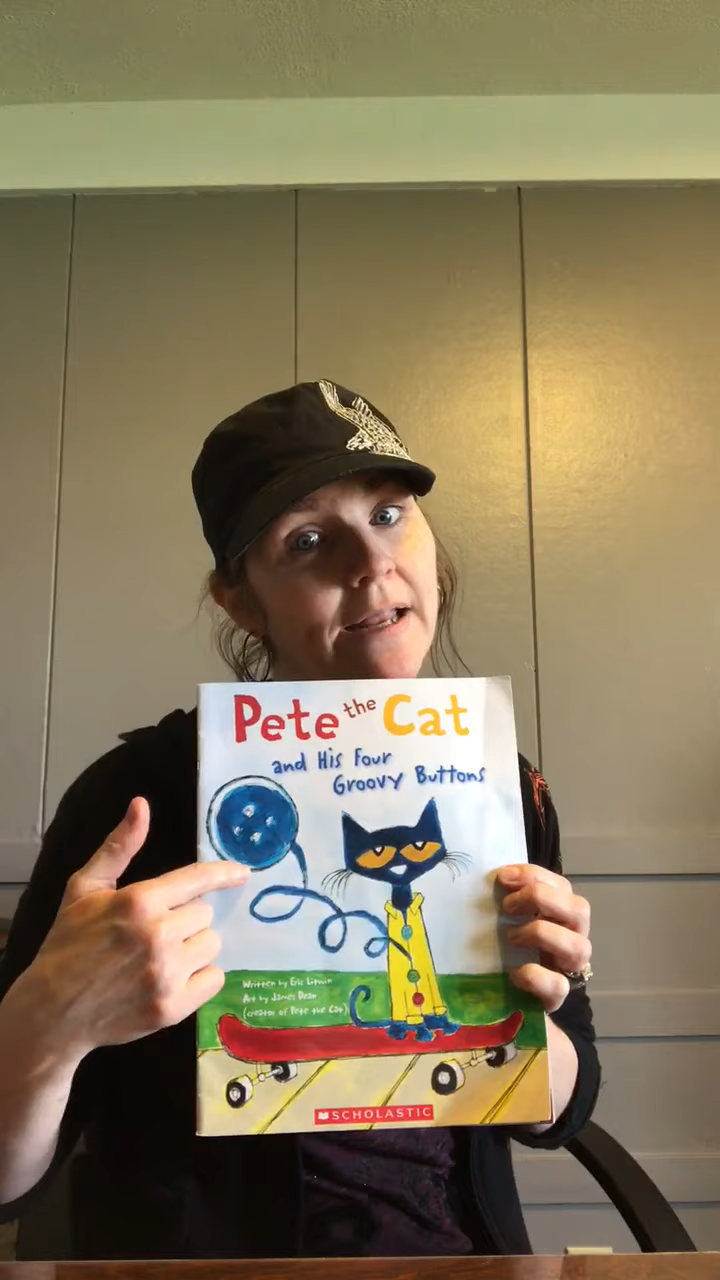 Pete the Cat
and His Four
Groovy Buttons
Written by Eric Litwin
Art by James Dean
(creator of Pete the Cat)
SCHOLASTIC